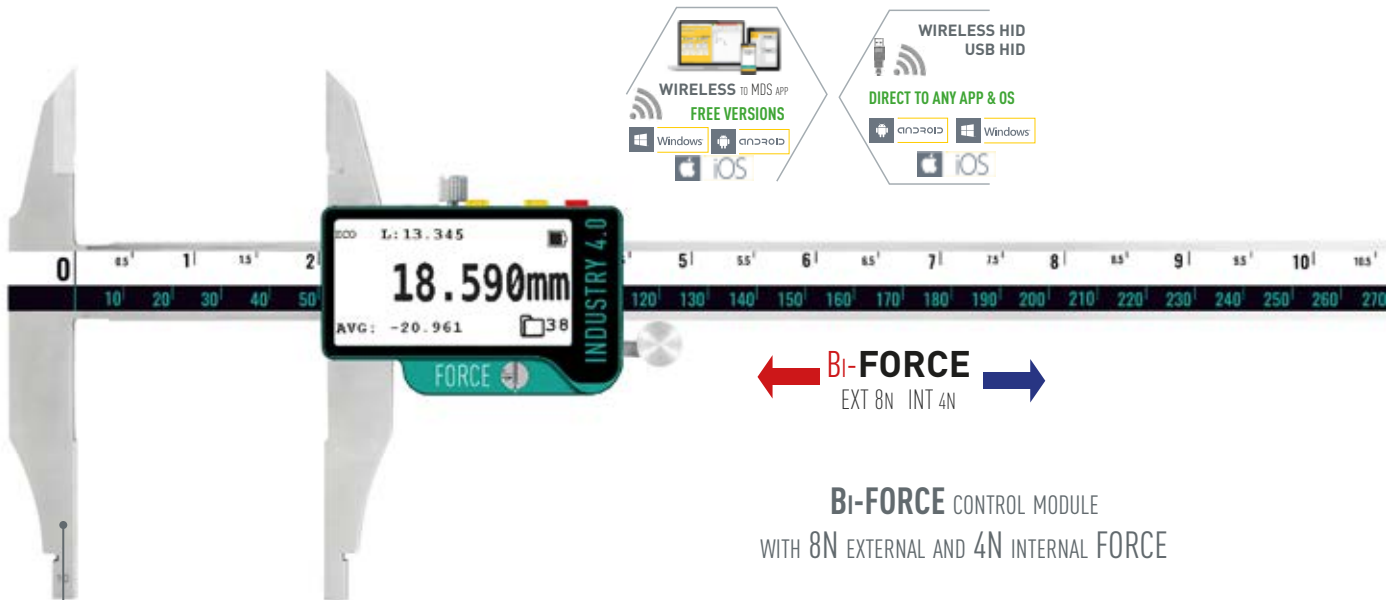 WIRELESS TO MDS APP
FREE VERSIONS
Windows
ANDROID
iOS
WIRELESS HID
USB HID
DIRECT TO ANY APP & OS
ANDROID
Windows
iOS
ECO L:13.345
18.590mm
AVG: -20.961 38
INDUSTRY 4.0
FORCE
0 0.5 1 1.5 2 5 5.5 6 6.5 7 7.5 8 8.5 9 9.5 10 10.5
10 20 30 40 50 120 130 140 150 160 170 180 190 200 210 220 230 240 250 260 270
BI-FORCE
EXT 8N INT 4N
BI-FORCE CONTROL MODULE
WITH 8N EXTERNAL AND 4N INTERNAL FORCE
10